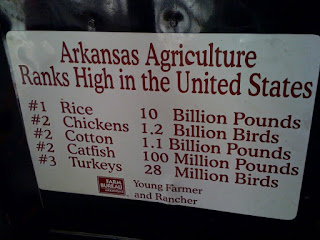 Arkansas Agriculture
Ranks High in the United States
#1 Rice 10 Billion Pounds
#2 Chickens 1.2 Billion Birds
#2 Cotton 1.1 Billion Pounds
#2 Catfish 100 Million Pounds
#3 Turkeys 28 Million Birds
FARM
BUREAU
Young Farmer
and Rancher